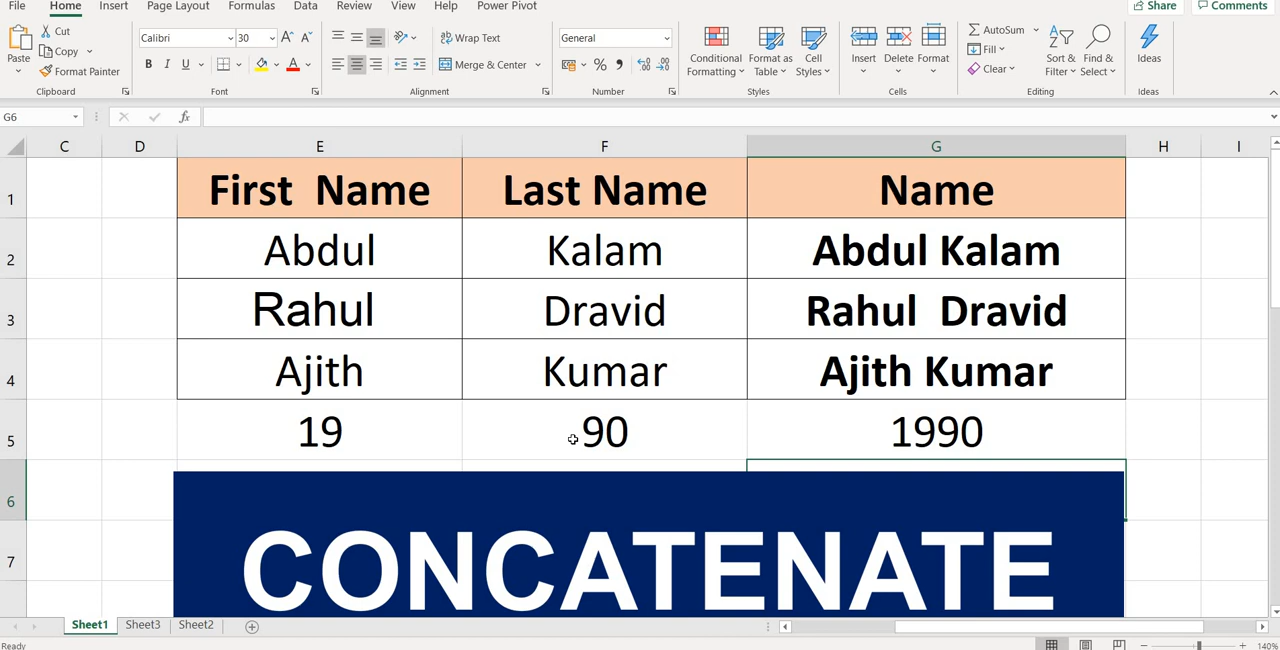 File Home Insert Page Layout Formulas Data Review View Help Power Pivot Share Comments
Cut
Copy
Format Painter
Paste
Clipboard
Calibri 30 A A
B I U A
Font
Wrap Text
Merge & Center
Alignment
General
%
Number
Conditional Formatting
Format as Table
Cell Styles
Styles
Insert Delete Format
Cells
AutoSum
Fill
Clear
Sort & Filter
Find & Select
Editing
Ideas
Ideas
G6 fx
C D E F G H I
1 First  Name Last Name Name
2 Abdul Kalam Abdul Kalam
3 Rahul Dravid Rahul  Dravid
4 Ajith Kumar Ajith Kumar
5 19 90 1990
6
7
CONCATENATE
Sheet1 Sheet3 Sheet2
Ready 140%